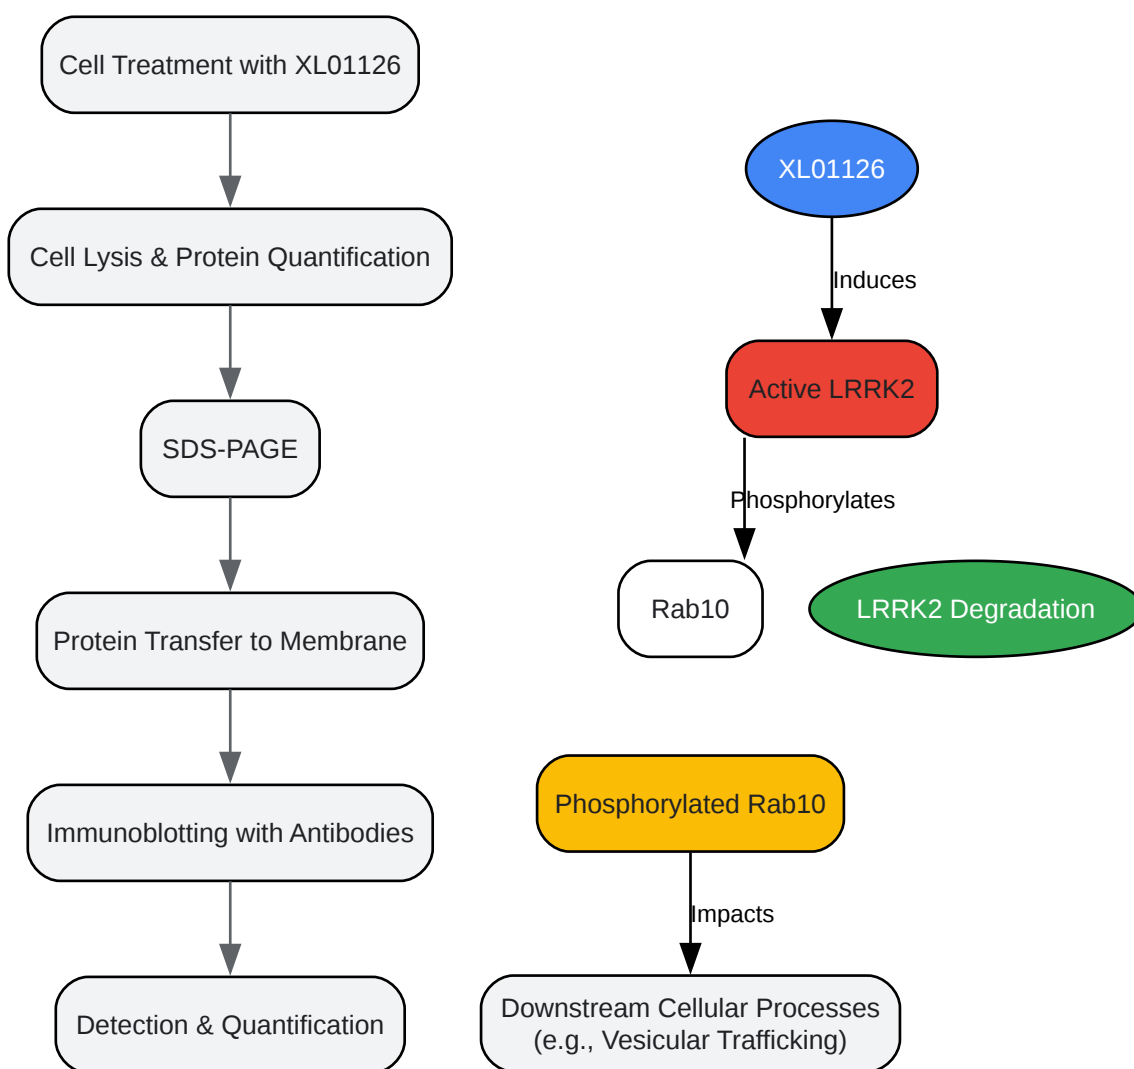 Cell Treatment with XL01126
Cell Lysis & Protein Quantification
SDS-PAGE
Protein Transfer to Membrane
Immunoblotting with Antibodies
Detection & Quantification
XL01126
Induces
Active LRRK2
Phosphorylates
Rab10
LRRK2 Degradation
Phosphorylated Rab10
Impacts
Downstream Cellular Processes
(e.g., Vesicular Trafficking)